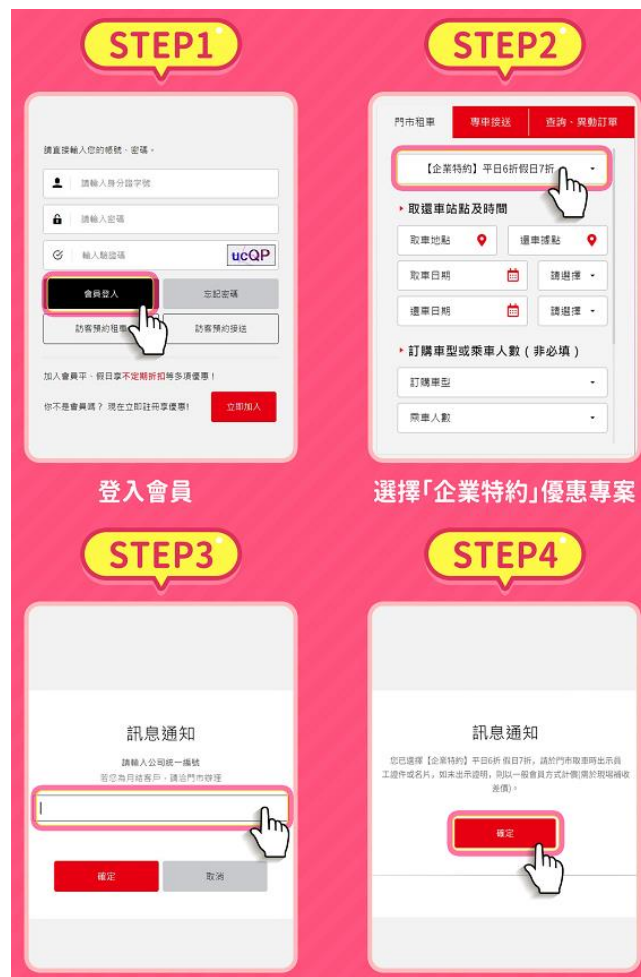 STEP1
請直接輸入您的帳號、密碼。
請輸入身分證字號
請輸入密碼
輸入驗證碼
ucQP
會員登入
忘記密碼
訪客預約租車
訪客預約接送
加入會員平、假日享不定期折扣等多項優惠!
你不是會員嗎? 現在立即註冊享優惠!
立即加入
登入會員
STEP2
門市租車
專車接送
查詢、異動訂單
【企業特約】平日6折假日7折
取還車站點及時間
取車地點
還車據點
取車日期
請選擇
還車日期
請選擇
訂購車型或乘車人數(非必填)
訂購車型
乘車人數
選擇「企業特約」優惠專案
STEP3
訊息通知
請輸入公司統一編號
若您為月結客戶,請洽門市辦理
確定
取消
STEP4
訊息通知
您已選擇【企業特約】平日6折 假日7折,請於門市取車時出示員
工證件或名片,如未出示證明,則以一般會員方式計價(需於現場補收
差價)。
確定